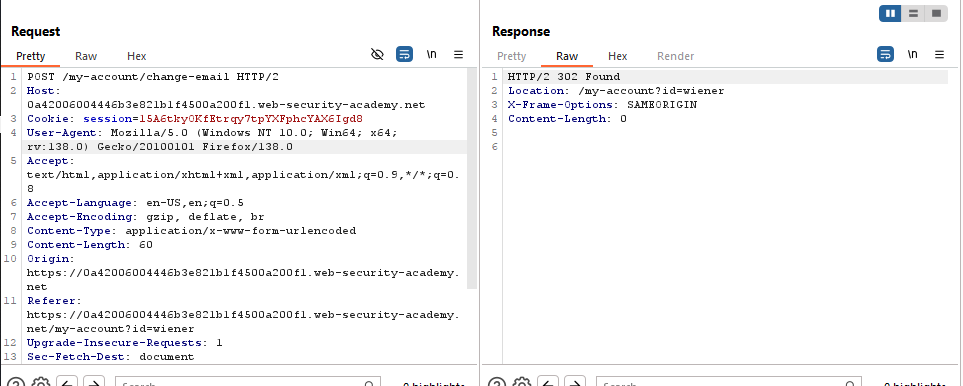 Request
Pretty Raw Hex \n
1 POST /my-account/change-email HTTP/2
2 Host:
0a42006004446b3e821b1f4500a200f1.web-security-academy.net
3 Cookie: session=
4 User-Agent: Mozilla/5.0 (Windows NT 10.0; Win64; x64;
rv:138.0) Gecko/20100101 Firefox/138.0
5 Accept:
text/html,application/xhtml+xml,application/xml;q=0.9,*/*;q=0.
8
6 Accept-Language: en-US,en;q=0.5
7 Accept-Encoding: gzip, deflate, br
8 Content-Type: application/x-www-form-urlencoded
9 Content-Length: 60
10 Origin:
https://0a42006004446b3e821b1f4500a200f1.web-security-academy.
net
11 Referer:
https://0a42006004446b3e821b1f4500a200f1.web-security-academy.
net/my-account?id=wiener
12 Upgrade-Insecure-Requests: 1
13 Sec-Fetch-Dest: document
Search
0 highlights
Response
Pretty Raw Hex Render \n
1 HTTP/2 302 Found
2 Location: /my-account?id=wiener
3 X-Frame-Options: SAMEORIGIN
4 Content-Length: 0
5
6
Search
0 highlights